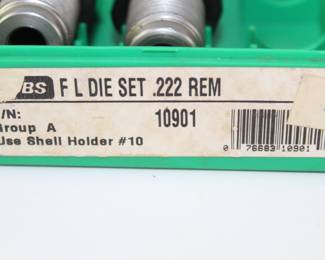 BS F L DIE SET .222 REM
/N: 10901
Group A
Use Shell Holder #10
0 76683 10901